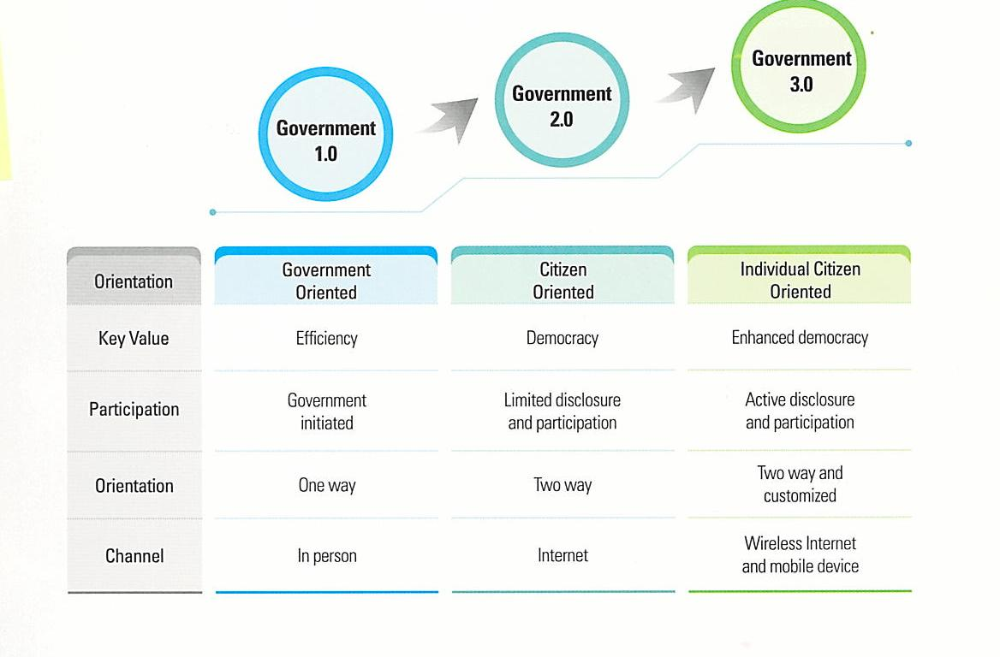 Government
1.0
Government
2.0
Government
3.0
Orientation
Government
Oriented
Citizen
Oriented
Individual Citizen
Oriented
Key Value
Efficiency
Democracy
Enhanced democracy
Participation
Government
initiated
Limited disclosure
and participation
Active disclosure
and participation
Orientation
One way
Two way
Two way and
customized
Channel
In person
Internet
Wireless Internet
and mobile device